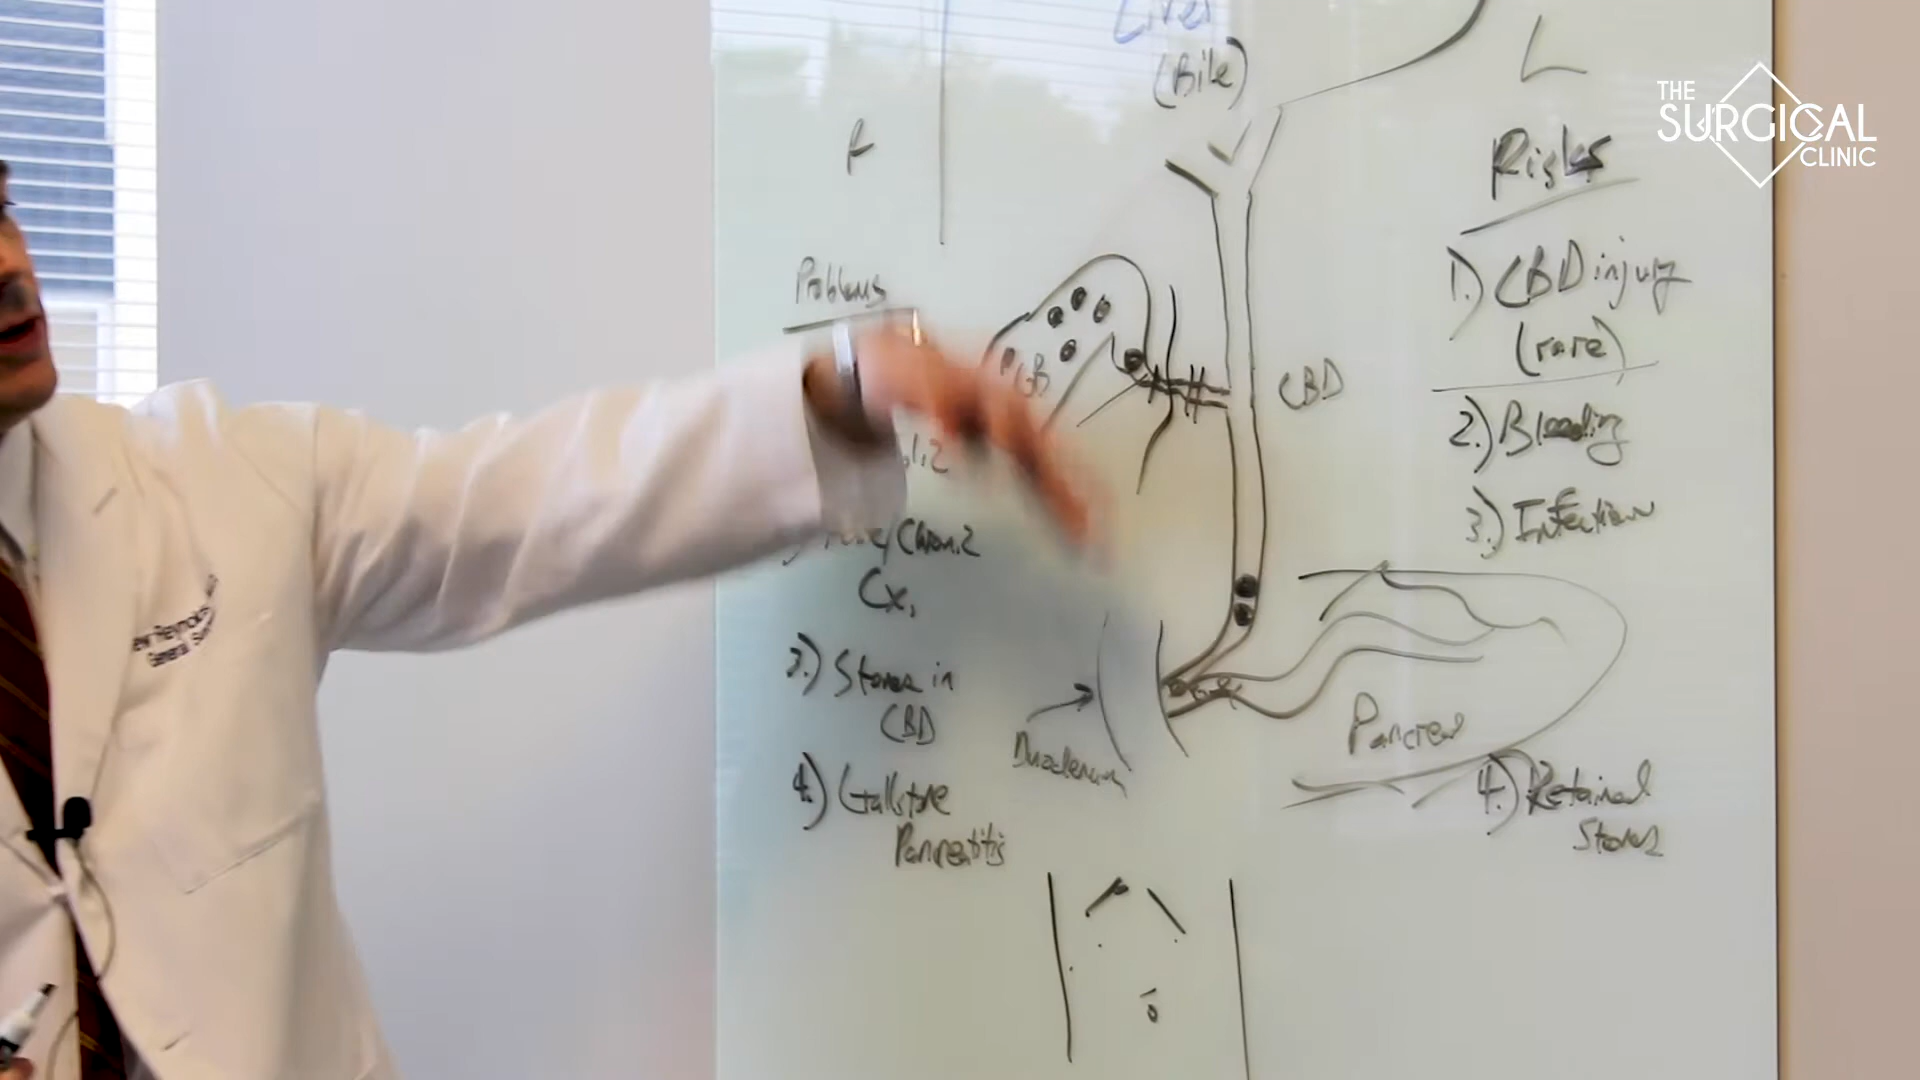 Liver
(Bile)
R
L
Problems
GB
CBD
Cx.
3.) Stones in
CBD
4.) Gallstone
Pancreatitis
Duodenum
Pancreas
Risks
1.) CBD injury
(rare)
2.) Bleeding
3.) Infection
4.) Retained
Stones
THE
SURGICAL
CLINIC
General